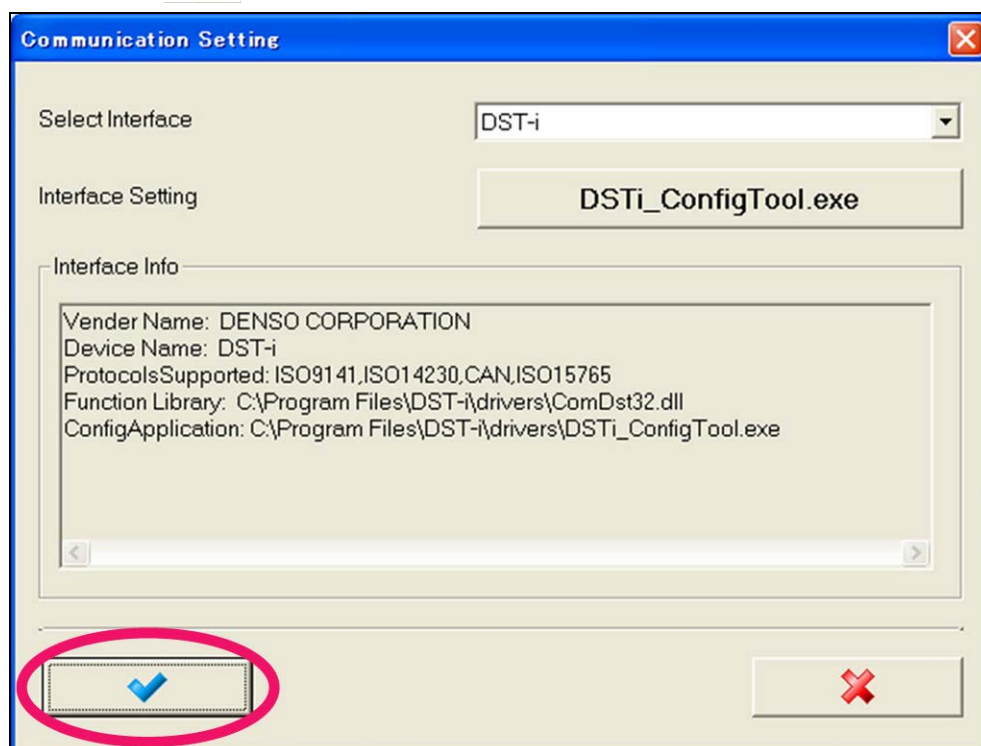 Communication Setting
Select Interface
DST-i
Interface Setting
DSTi_ConfigTool.exe
Interface Info
Vender Name: DENSO CORPORATION
Device Name: DST-i
ProtocolsSupported: ISO9141,ISO14230,CAN,ISO15765
Function Library: C:\Program Files\DST-i\drivers\ComDst32.dll
ConfigApplication: C:\Program Files\DST-i\drivers\DSTi_ConfigTool.exe